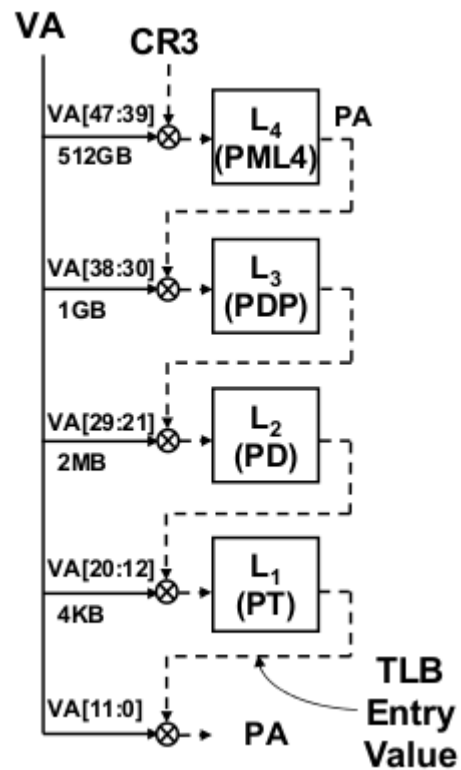 VA
CR3
VA[47:39]
512GB
L4
(PML4)
PA
VA[38:30]
1GB
L3
(PDP)
VA[29:21]
2MB
L2
(PD)
VA[20:12]
4KB
L1
(PT)
TLB
Entry
Value
VA[11:0]
PA